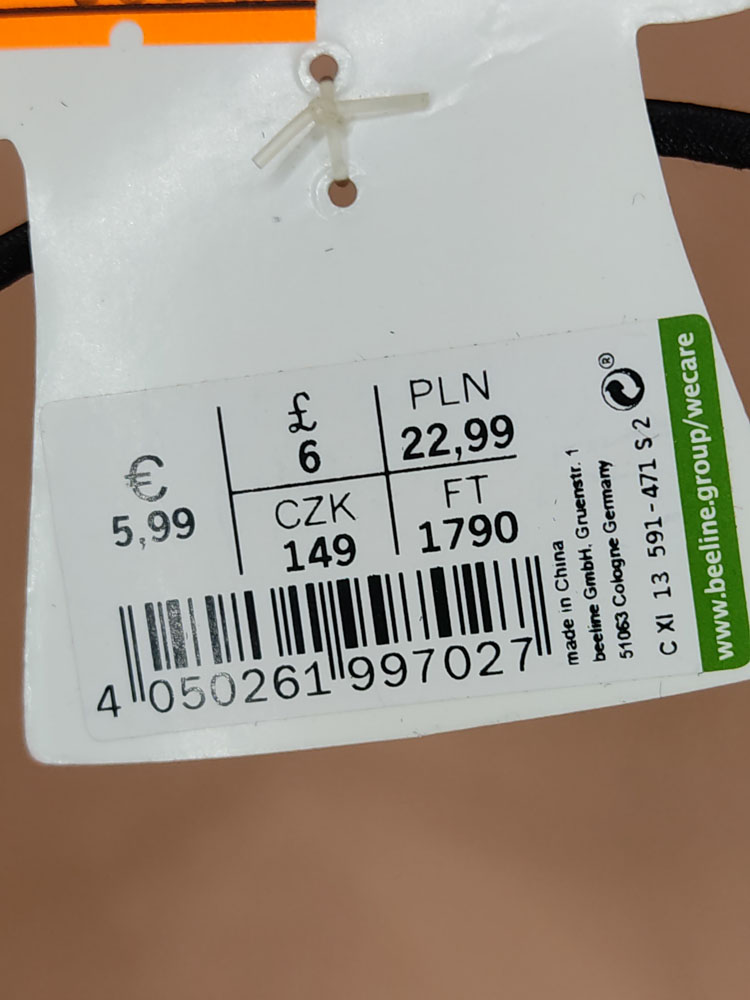 €
5,99
£
6
PLN
22,99
CZK
149
FT
1790
4 050261 997027
made in China
beeline GmbH, Gruenstr. 1
51063 Cologne Germany
C XI 13 591-471 S 2
®
www.beeline.group/wecare